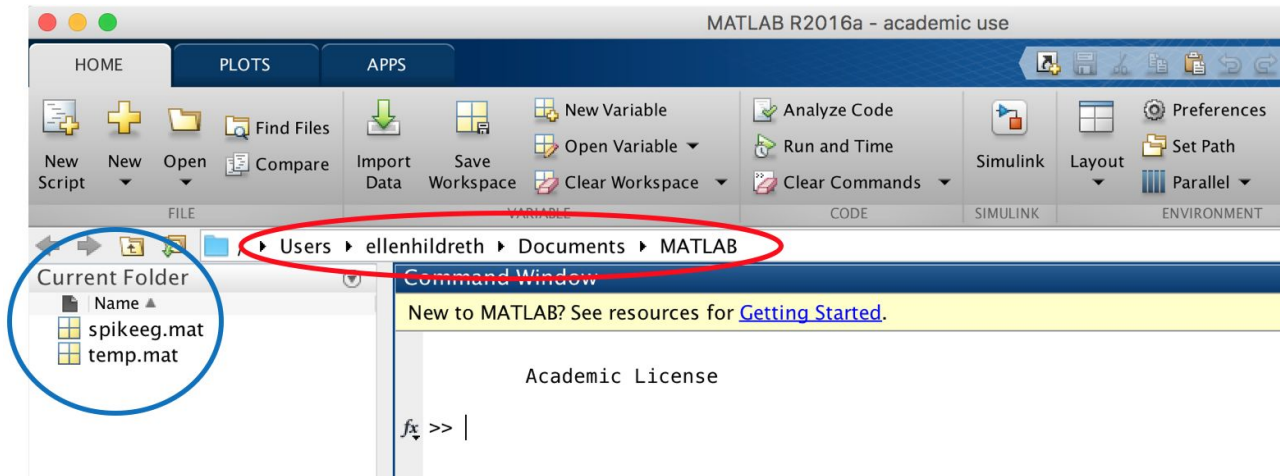 MATLAB R2016a - academic use
HOME PLOTS APPS
New Script
New
Open
Find Files
Compare
FILE
Import Data
Save Workspace
New Variable
Open Variable
Clear Workspace
VARIABLE
Analyze Code
Run and Time
Clear Commands
CODE
Simulink
SIMULINK
Layout
Preferences
Set Path
Parallel
ENVIRONMENT
/ Users ellenhildreth Documents MATLAB
Current Folder
Name
spikeeg.mat
temp.mat
Command Window
New to MATLAB? See resources for Getting Started.
Academic License
fx >>